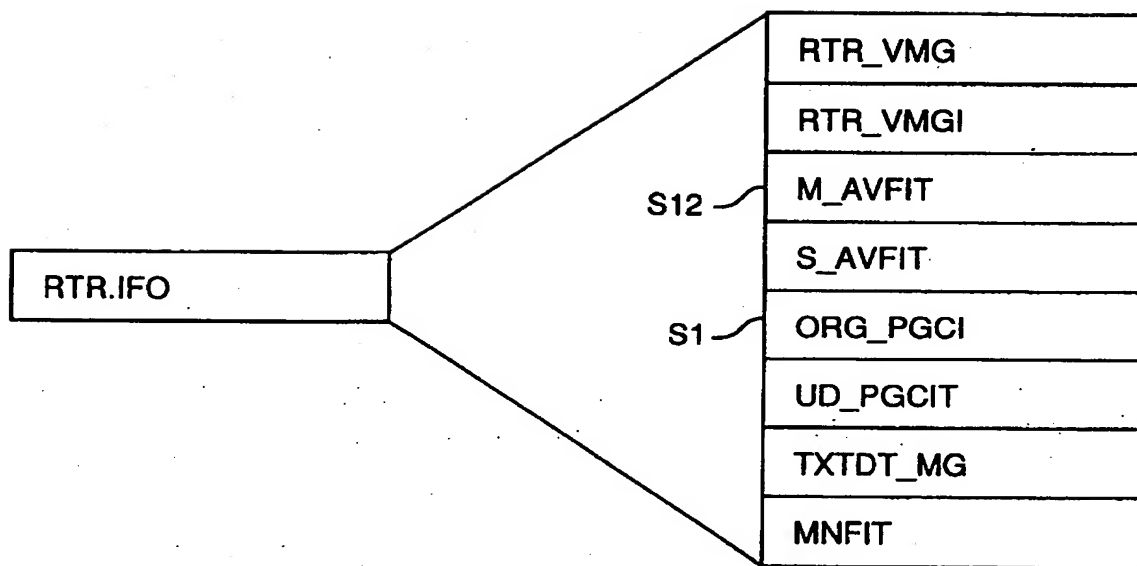 RTR_VMG
RTR_VMGI
S12
M_AVFIT
S_AVFIT
RTR.IFO
S1
ORG_PGCI
UD_PGCIT
TXTDT_MG
MNFIT